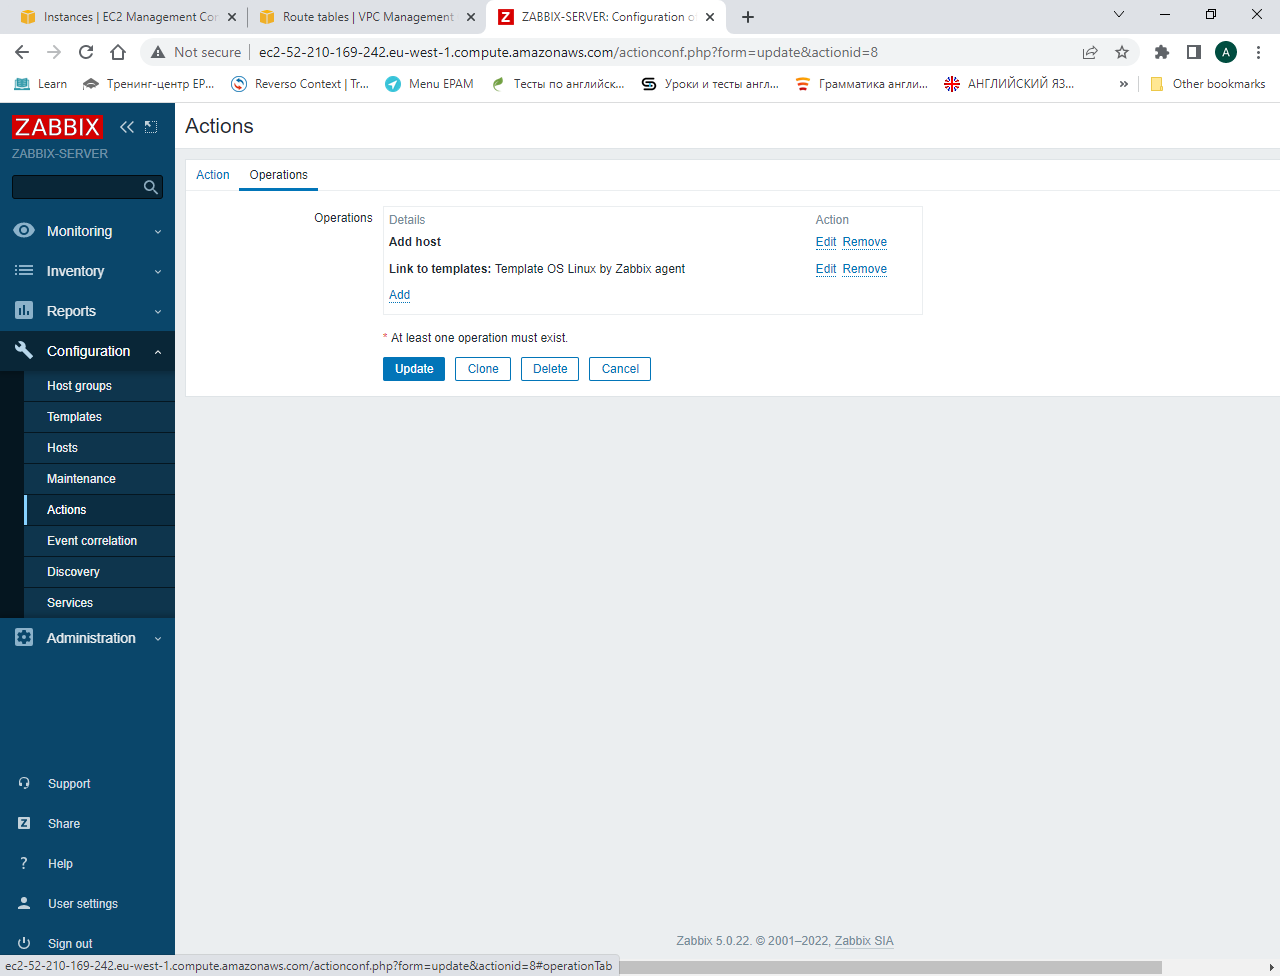 Instances | EC2 Management Con
Route tables | VPC Management
ZABBIX-SERVER: Configuration o
Not secure
ec2-52-210-169-242.eu-west-1.compute.amazonaws.com/actionconf.php?form=update&actionid=8
A
Learn
Тренинг-центр EP...
Reverso Context | Tr...
Menu EPAM
Тесты по английск...
Уроки и тесты англ...
Грамматика англи...
АНГЛИЙСКИЙ ЯЗ...
»
Other bookmarks
ZABBIX
ZABBIX-SERVER
Monitoring
Inventory
Reports
Configuration
Host groups
Templates
Hosts
Maintenance
Actions
Event correlation
Discovery
Services
Administration
Support
Share
Help
User settings
Sign out
Actions
Action Operations
Operations
Details Action
Add host Edit Remove
Link to templates: Template OS Linux by Zabbix agent Edit Remove
Add
* At least one operation must exist.
Update Clone Delete Cancel
Zabbix 5.0.22. © 2001–2022, Zabbix SIA
ec2-52-210-169-242.eu-west-1.compute.amazonaws.com/actionconf.php?form=update&actionid=8#operationTab